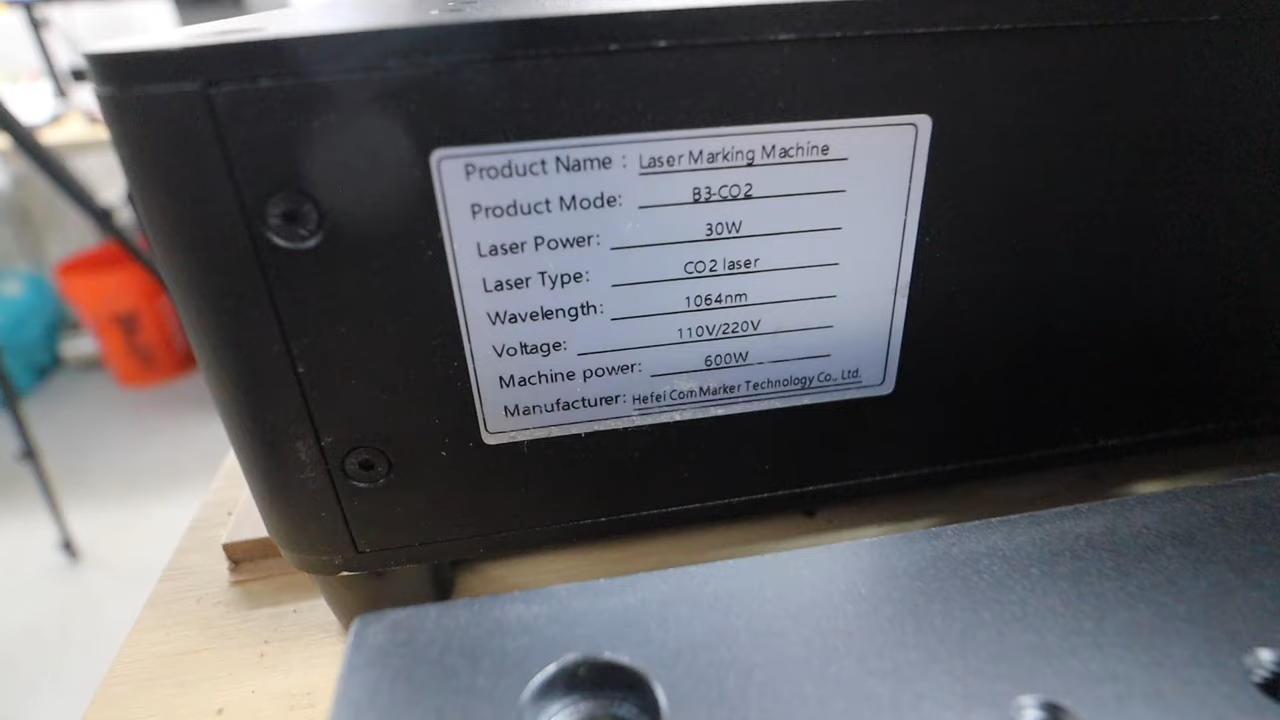 Product Name : Laser Marking Machine
Product Mode: B3-CO2
Laser Power: 30W
Laser Type: CO2 laser
Wavelength: 1064nm
Voltage: 110V/220V
Machine power: 600W
Manufacturer: Hefei ComMarker Technology Co., Ltd.